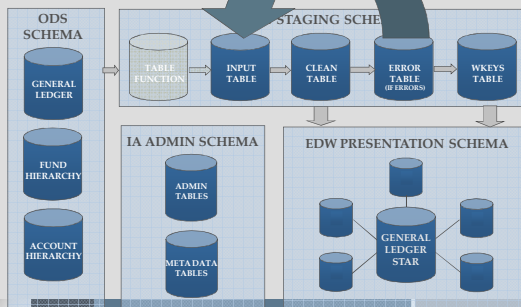 ODS
SCHEMA
GENERAL
LEDGER
FUND
HIERARCHY
ACCOUNT
HIERARCHY
STAGING SCHE
TABLE
FUNCTION
INPUT
TABLE
CLEAN
TABLE
ERROR
TABLE
(IF ERRORS)
WKEYS
TABLE
IA ADMIN SCHEMA
ADMIN
TABLES
META DATA
TABLES
EDW PRESENTATION SCHEMA
GENERAL
LEDGER
STAR